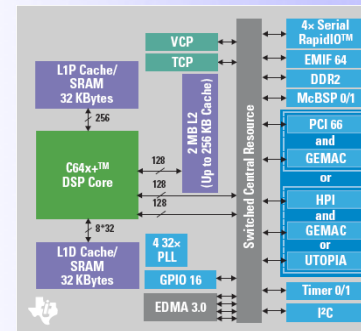 VCP
TCP
L1P Cache/
SRAM
32 KBytes
256
C64x+™
DSP Core
128
128
128
2 MB L2
(Up to 256 KB Cache)
8*32
L1D Cache/
SRAM
32 KBytes
4 32×
PLL
GPIO 16
EDMA 3.0
Switched Central Resource
4× Serial
RapidIO™
EMIF 64
DDR2
McBSP 0/1
PCI 66
and
GEMAC
or
HPI
and
GEMAC
or
UTOPIA
Timer 0/1
I²C